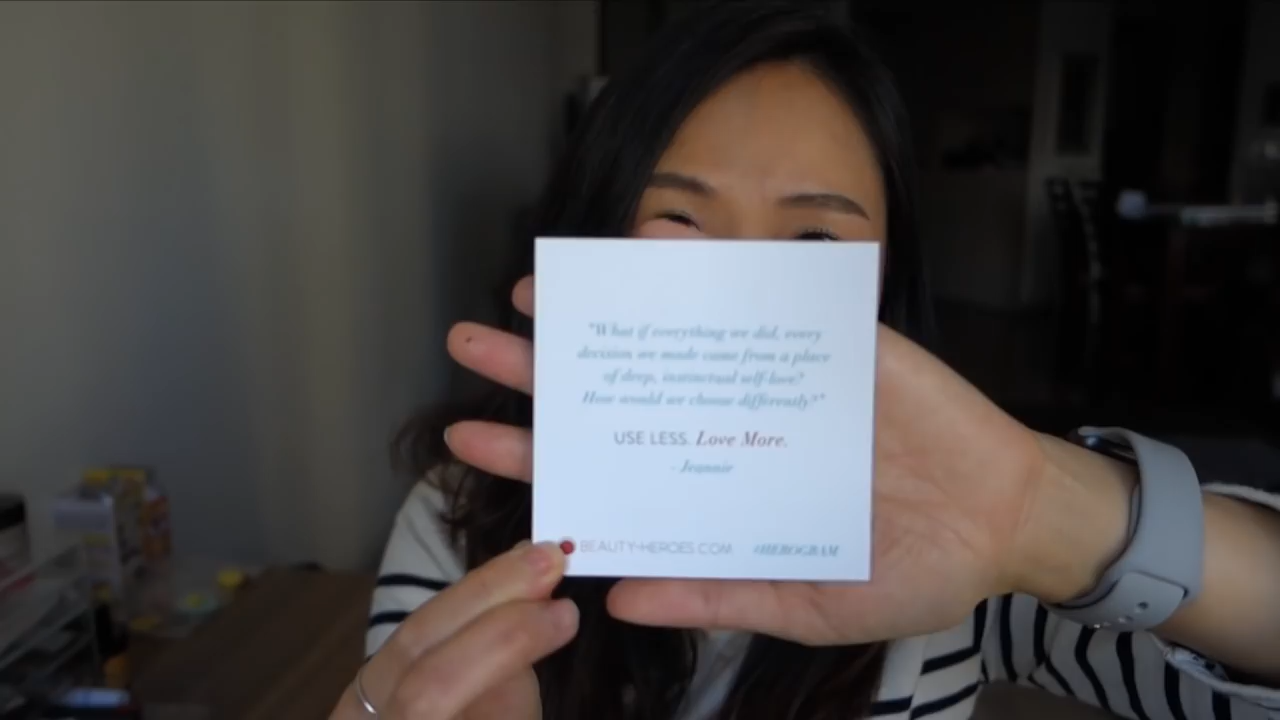 "What if everything we did, every
decision we made came from a place
of deep, instinctual self-love?
How would we choose differently?"
USE LESS. Love More.
- Jeannie
BEAUTY-HEROES.COM #HEROGRAM